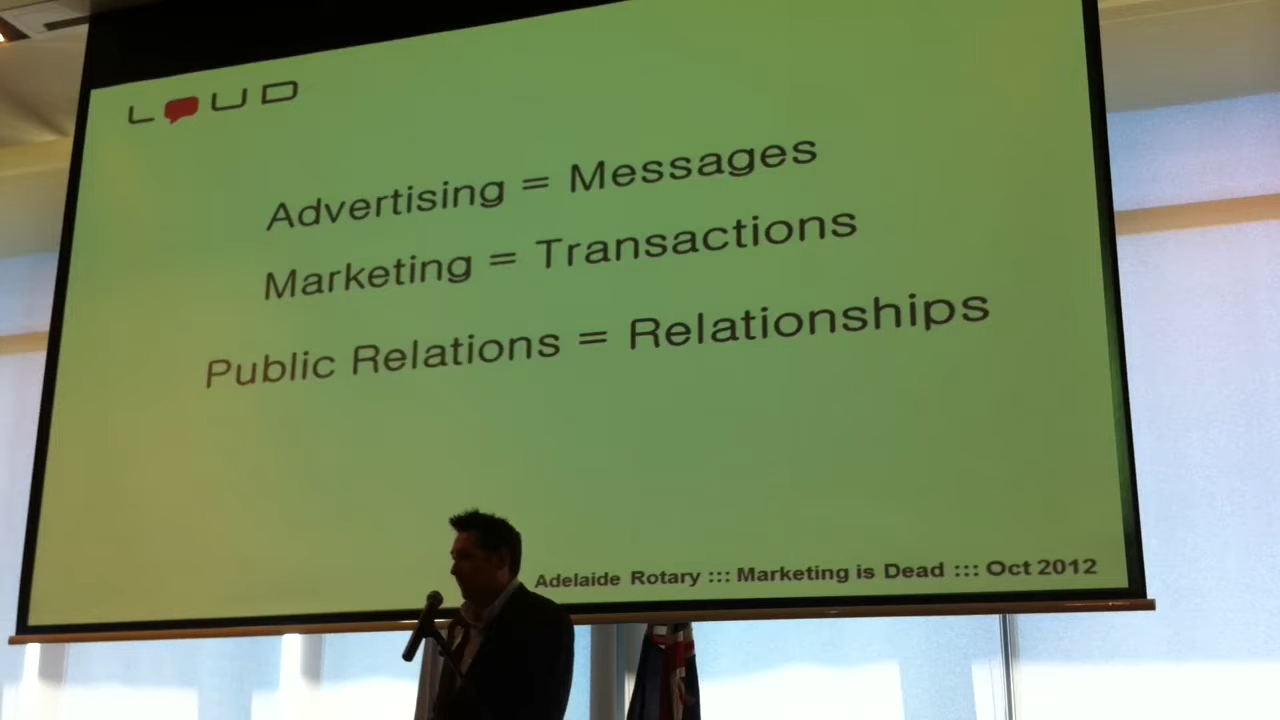 LOUD
Advertising = Messages
Marketing = Transactions
Public Relations = Relationships
Adelaide Rotary ::: Marketing is Dead ::: Oct 2012